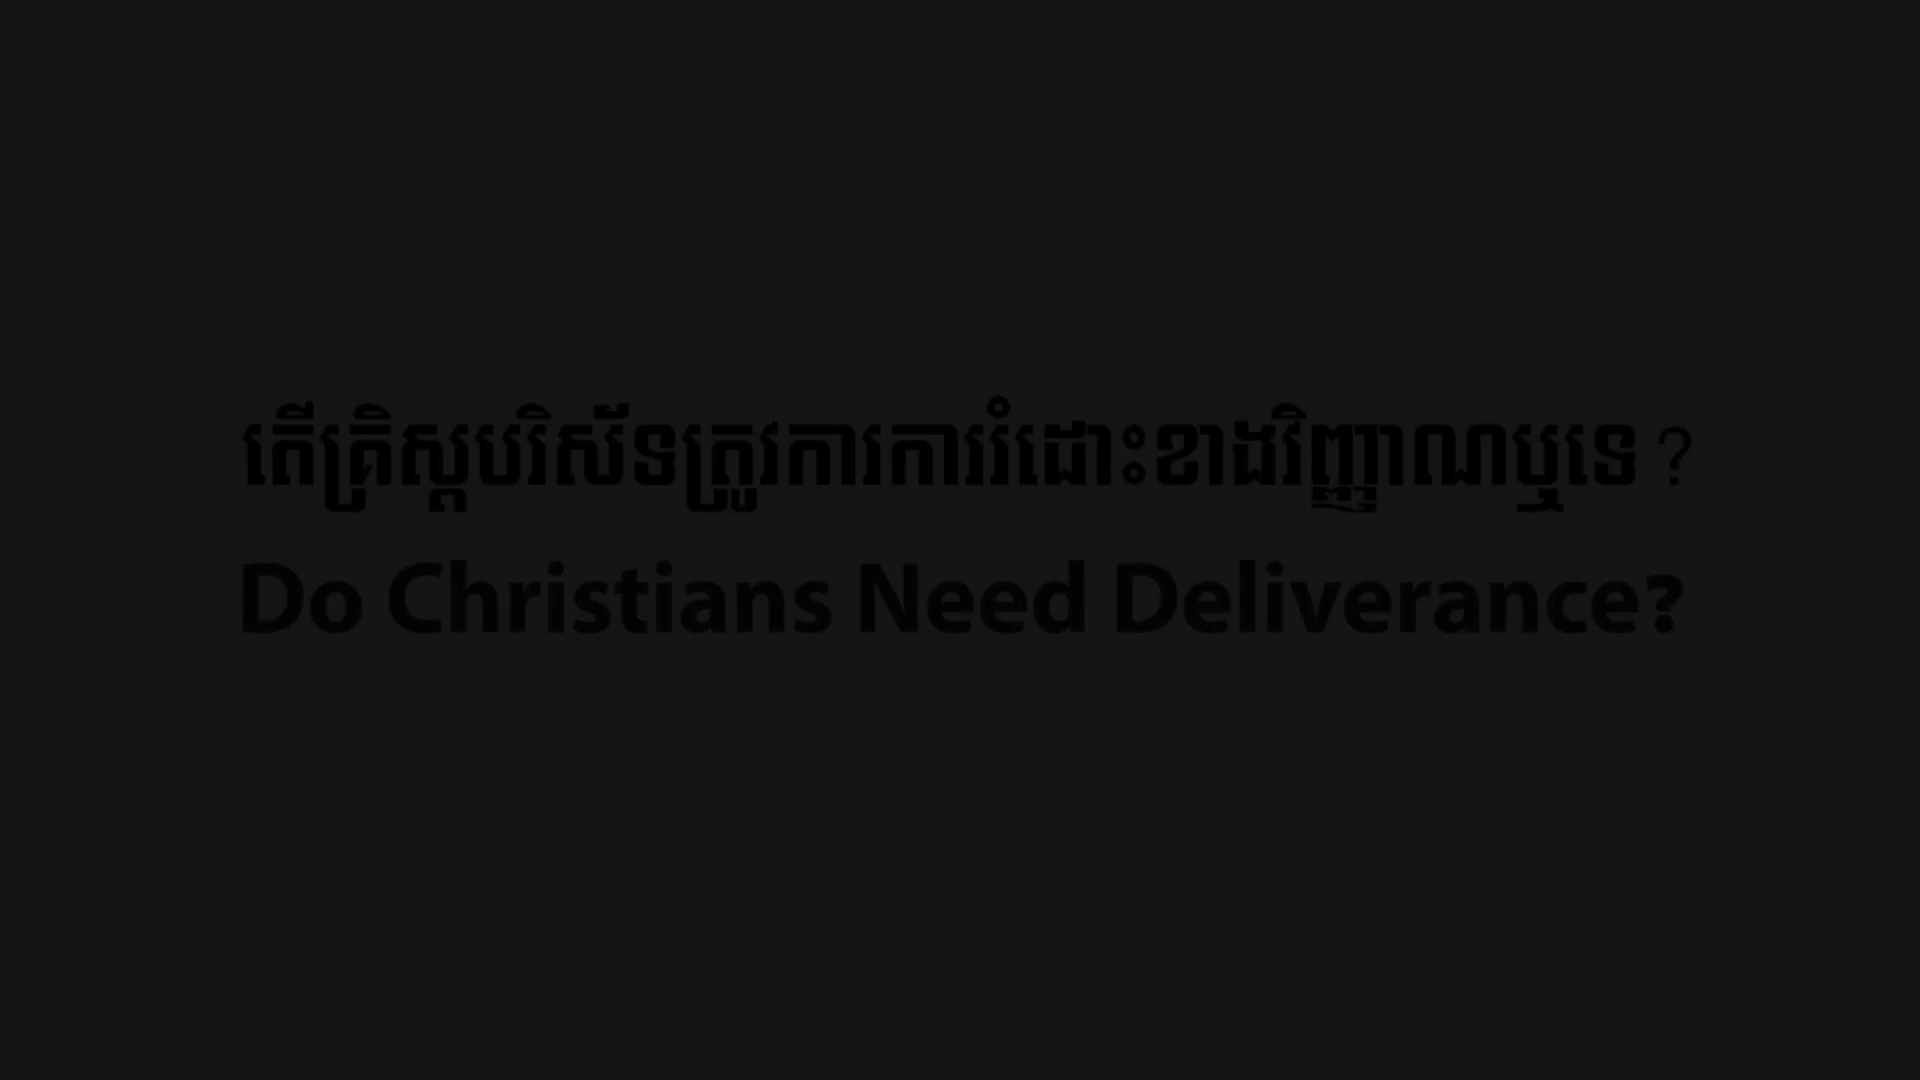 តើគ្រិស្តបរិស័ទត្រូវការការរំដោះខាងវិញ្ញាណឬទេ?
Do Christians Need Deliverance?